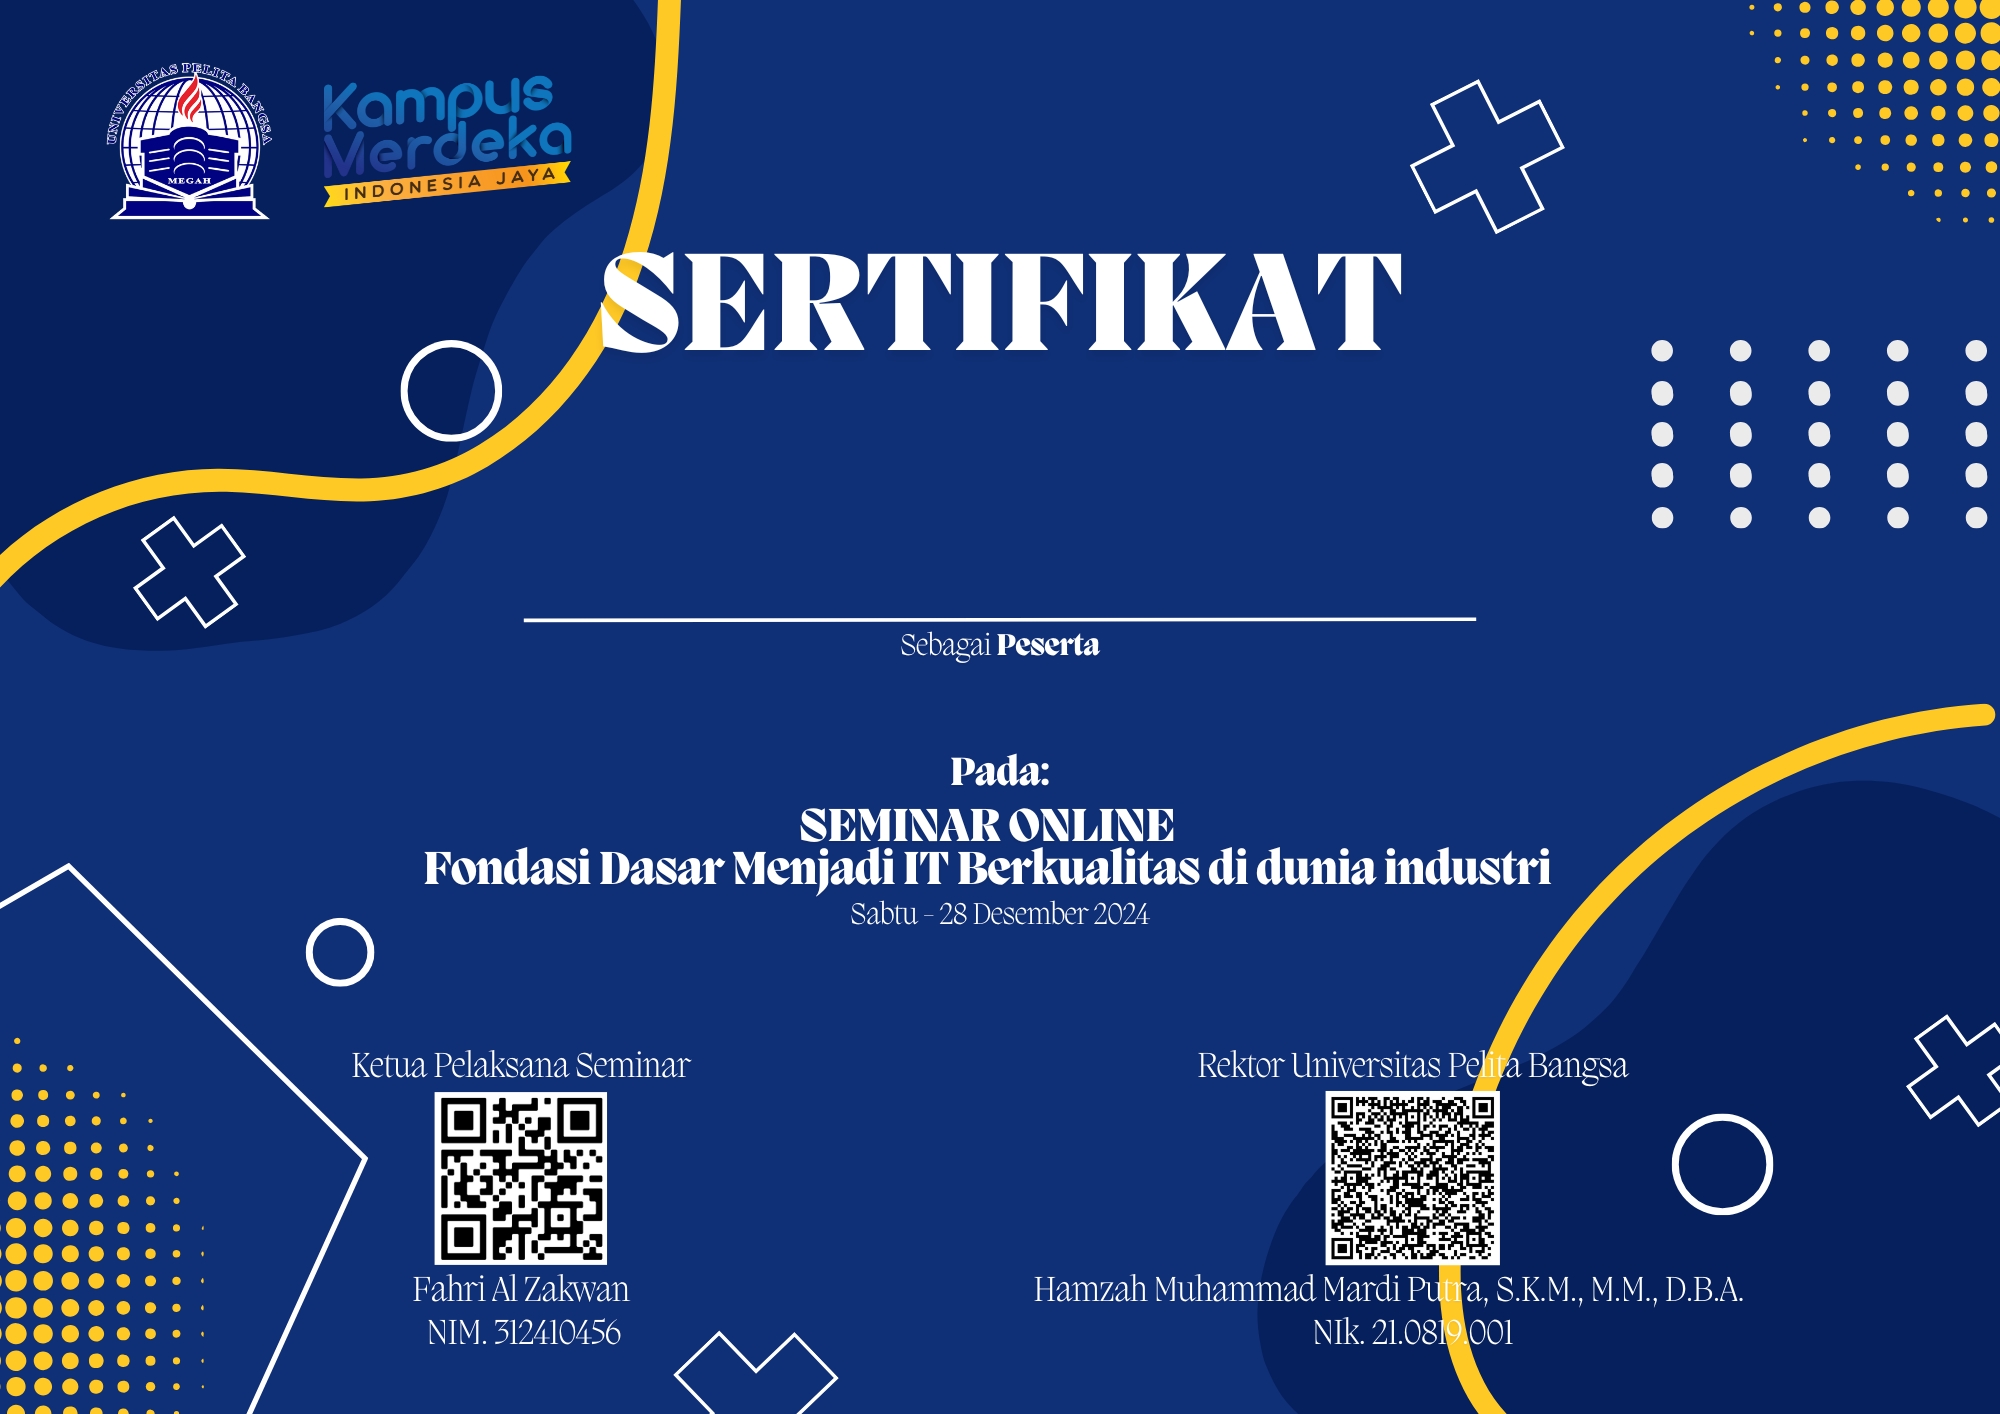 UNIVERSITAS PELITA BANGSA
MEGAH
Kampus
Merdeka
INDONESIA JAYA
SERTIFIKAT
Sebagai Peserta
Pada:
SEMINAR ONLINE
Fondasi Dasar Menjadi IT Berkualitas di dunia industri
Sabtu - 28 Desember 2024
Ketua Pelaksana Seminar
Fahri Al Zakwan
NIM. 312410456
Rektor Universitas Pelita Bangsa
Hamzah Muhammad Mardi Putra, S.K.M., M.M., D.B.A.
NIk. 21.0819.001